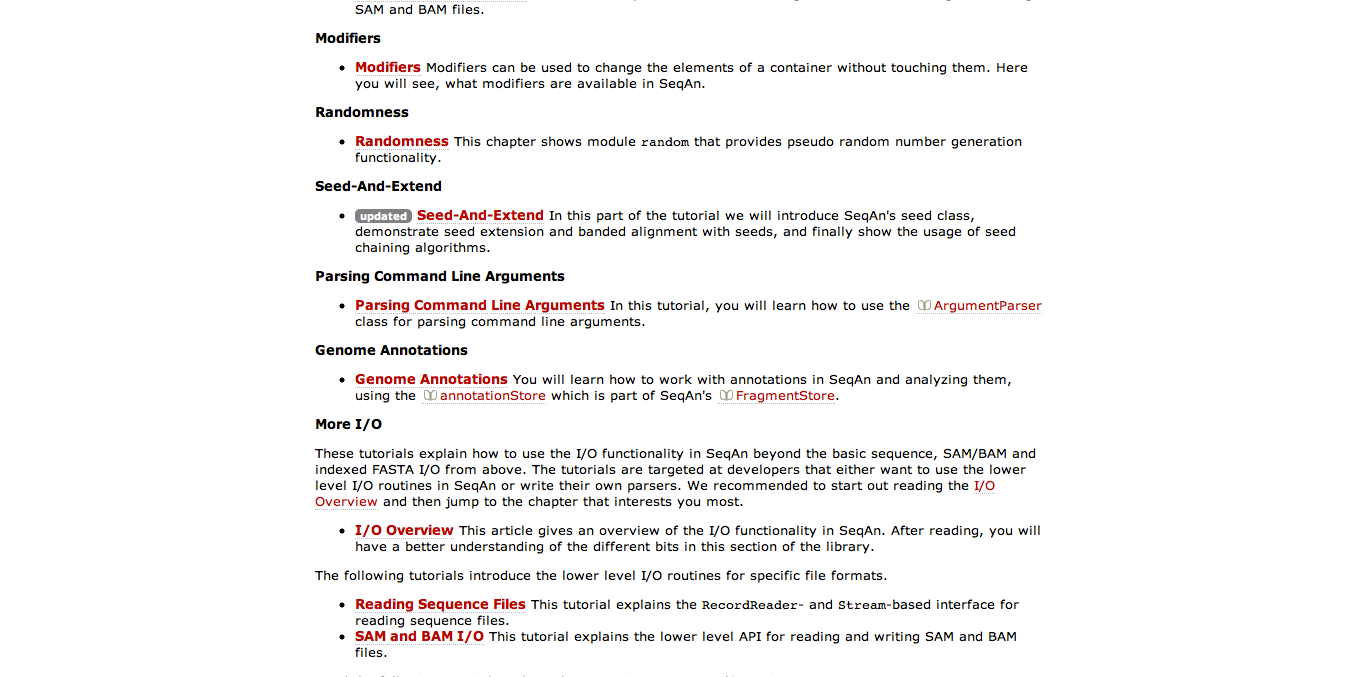 SAM and BAM files.
Modifiers
• Modifiers Modifiers can be used to change the elements of a container without touching them. Here
you will see, what modifiers are available in SeqAn.
Randomness
• Randomness This chapter shows module random that provides pseudo random number generation
functionality.
Seed-And-Extend
• updated Seed-And-Extend In this part of the tutorial we will introduce SeqAn's seed class,
demonstrate seed extension and banded alignment with seeds, and finally show the usage of seed
chaining algorithms.
Parsing Command Line Arguments
• Parsing Command Line Arguments In this tutorial, you will learn how to use the ArgumentParser
class for parsing command line arguments.
Genome Annotations
• Genome Annotations You will learn how to work with annotations in SeqAn and analyzing them,
using the annotationStore which is part of SeqAn's FragmentStore.
More I/O
These tutorials explain how to use the I/O functionality in SeqAn beyond the basic sequence, SAM/BAM and
indexed FASTA I/O from above. The tutorials are targeted at developers that either want to use the lower
level I/O routines in SeqAn or write their own parsers. We recommended to start out reading the I/O
Overview and then jump to the chapter that interests you most.
• I/O Overview This article gives an overview of the I/O functionality in SeqAn. After reading, you will
have a better understanding of the different bits in this section of the library.
The following tutorials introduce the lower level I/O routines for specific file formats.
• Reading Sequence Files This tutorial explains the RecordReader- and Stream-based interface for
reading sequence files.
• SAM and BAM I/O This tutorial explains the lower level API for reading and writing SAM and BAM
files.